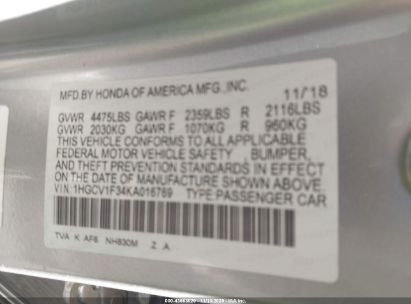 MFD.BY HONDA OF AMERICA MFG.,INC. 11/18
GVWR 4475LBS GAWR F 2359LBS R 2116LBS
GVWR 2030KG GAWR F 1070KG R 960KG
THIS VEHICLE CONFORMS TO ALL APPLICABLE
FEDERAL MOTOR VEHICLE SAFETY , BUMPER,
AND THEFT PREVENTION STANDARDS IN EFFECT
ON THE DATE OF MANUFACTURE SHOWN ABOVE.
VIN: 1HGCV1F34KA016769 TYPE:PASSENGER CAR
TVA K AF6 NH830M Z A